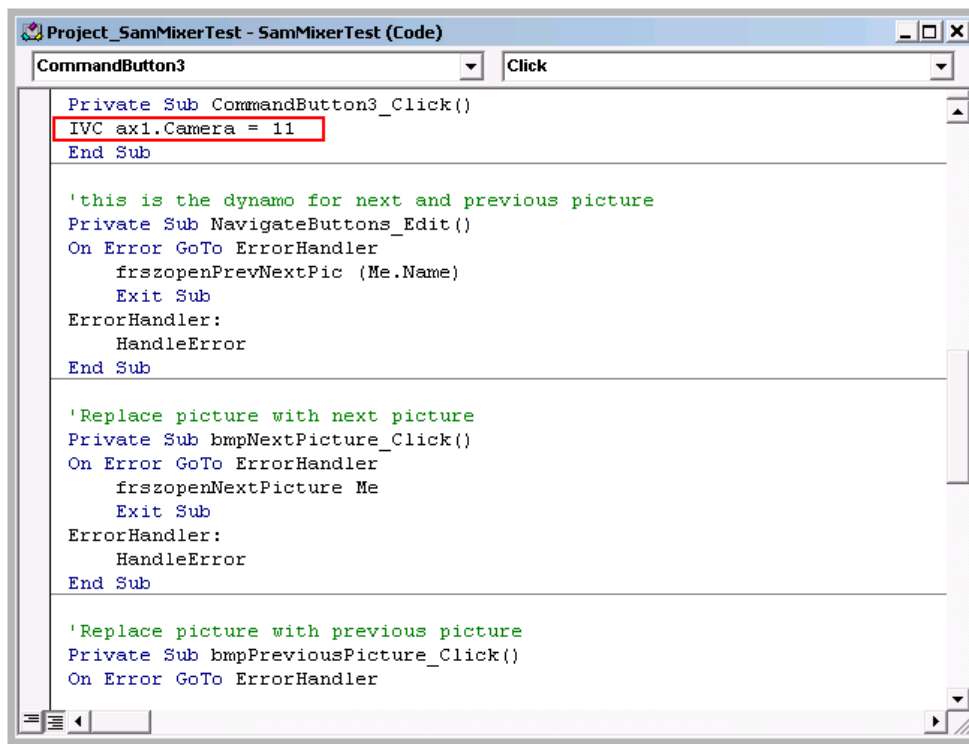 Project_SamMixerTest - SamMixerTest (Code)
CommandButton3 Click
Private Sub CommandButton3_Click()
IVC ax1.Camera = 11
End Sub
'this is the dynamo for next and previous picture
Private Sub NavigateButtons_Edit()
On Error GoTo ErrorHandler
frszopenPrevNextPic (Me.Name)
Exit Sub
ErrorHandler:
HandleError
End Sub
'Replace picture with next picture
Private Sub bmpNextPicture_Click()
On Error GoTo ErrorHandler
frszopenNextPicture Me
Exit Sub
ErrorHandler:
HandleError
End Sub
'Replace picture with previous picture
Private Sub bmpPreviousPicture_Click()
On Error GoTo ErrorHandler